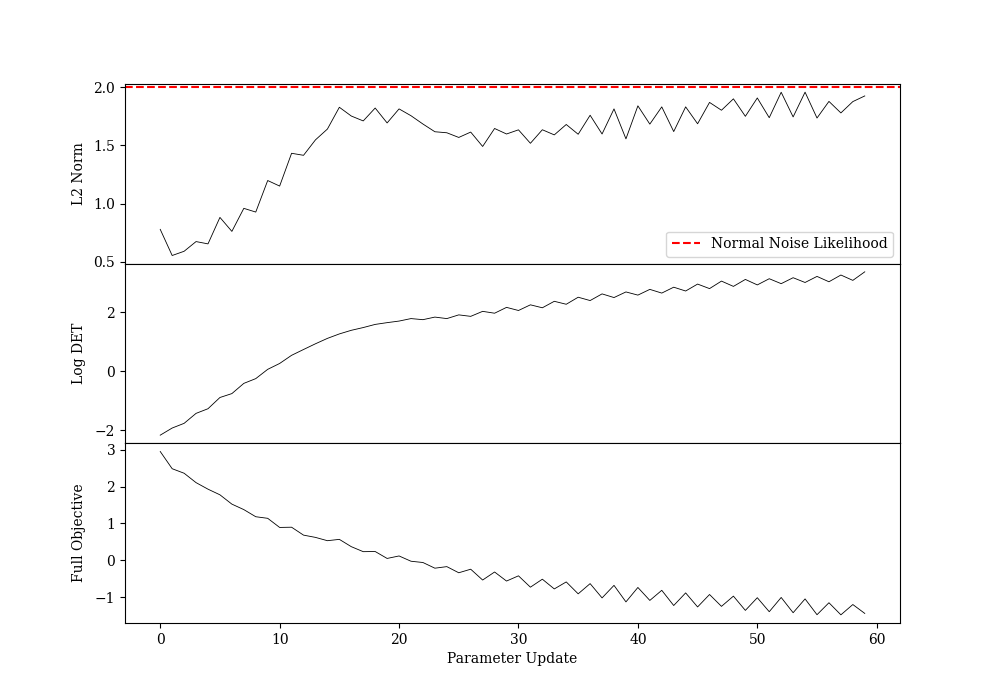 2.0
1.5
1.0
0.5
L2 Norm
Normal Noise Likelihood
2
0
−2
Log DET
3
2
1
0
−1
Full Objective
0 10 20 30 40 50 60
Parameter Update